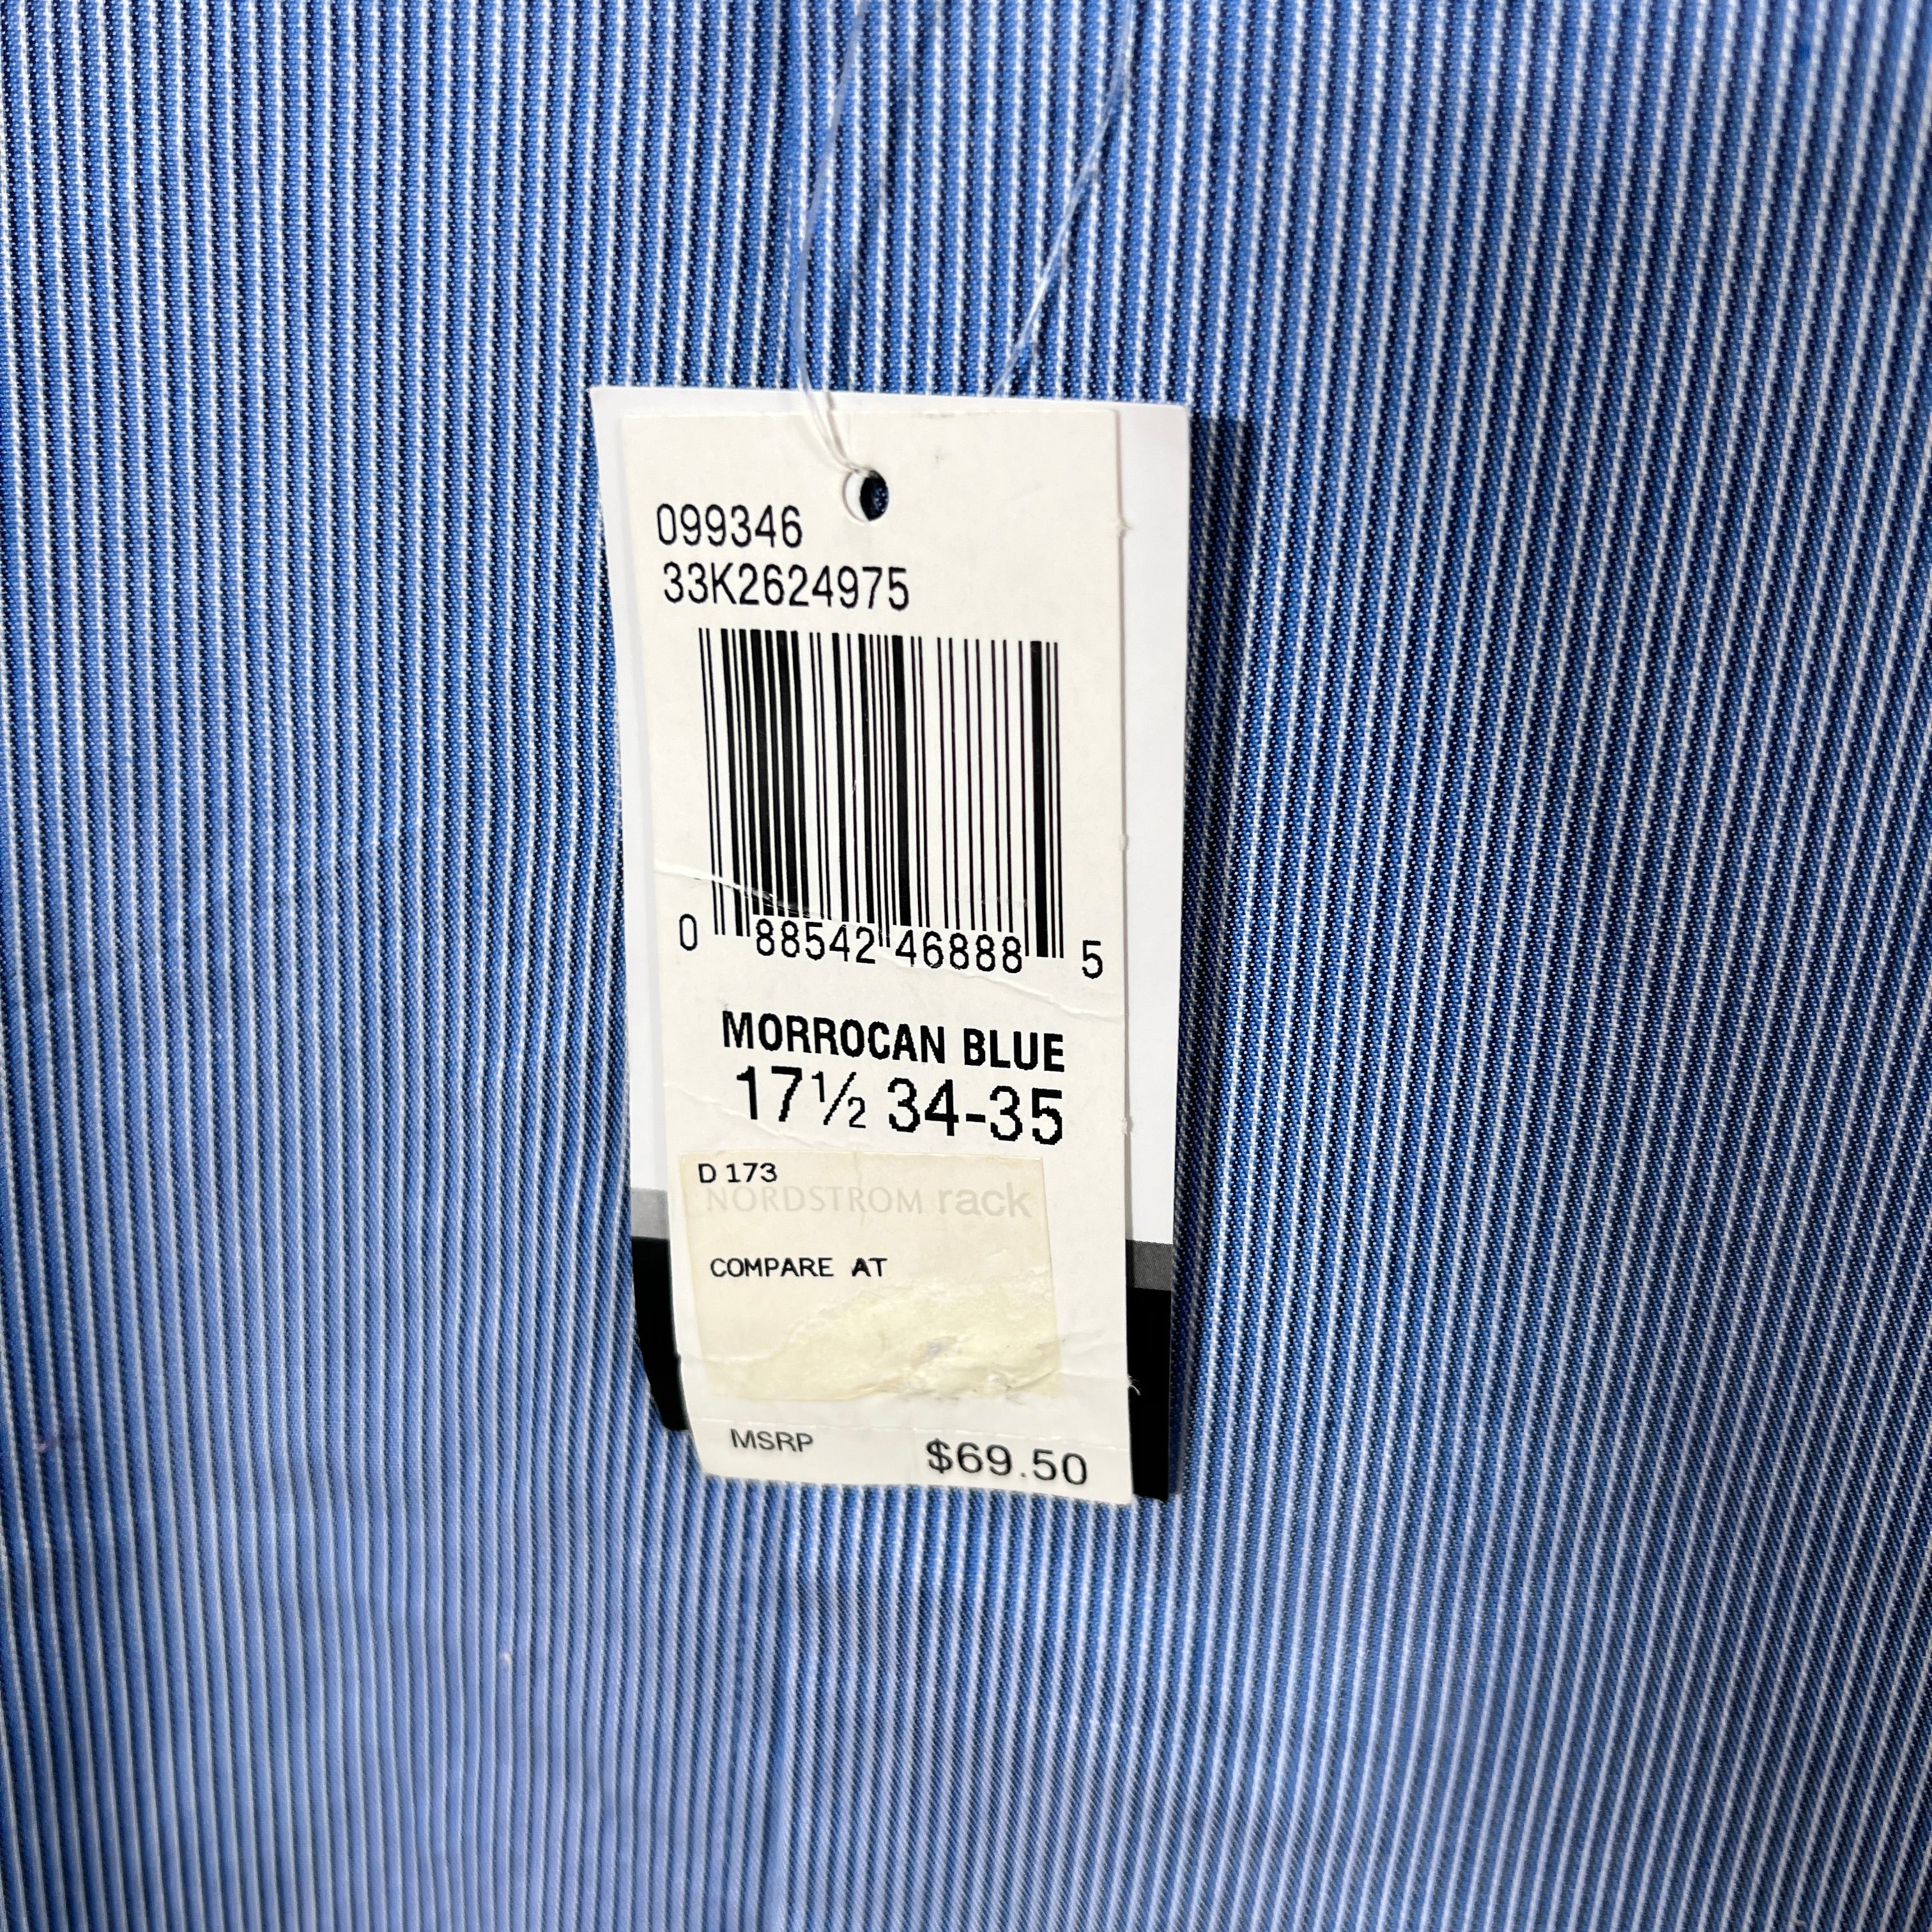 099346
33K2624975
0 88542 46888 5
MORROCAN BLUE
17½ 34-35
D 173
NORDSTROM rack
COMPARE AT
MSRP $69.50